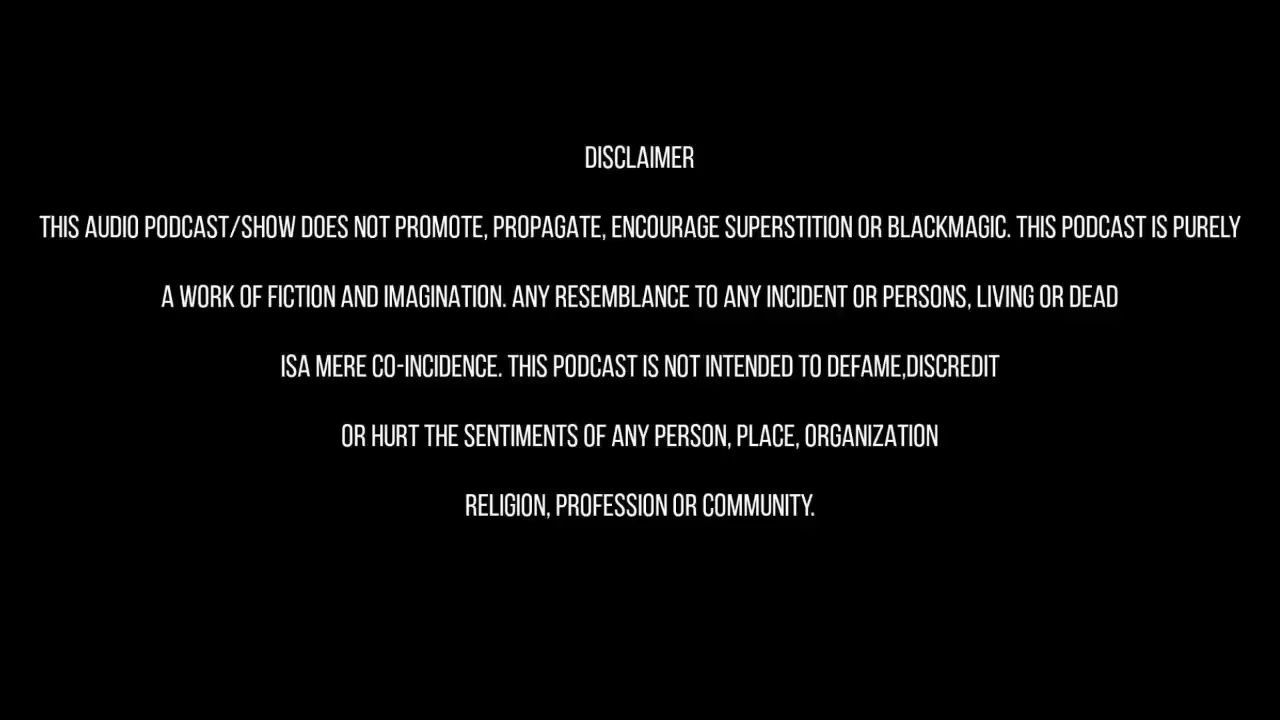 DISCLAIMER
THIS AUDIO PODCAST/SHOW DOES NOT PROMOTE, PROPAGATE, ENCOURAGE SUPERSTITION OR BLACKMAGIC. THIS PODCAST IS PURELY
A WORK OF FICTION AND IMAGINATION. ANY RESEMBLANCE TO ANY INCIDENT OR PERSONS, LIVING OR DEAD
ISA MERE CO-INCIDENCE. THIS PODCAST IS NOT INTENDED TO DEFAME,DISCREDIT
OR HURT THE SENTIMENTS OF ANY PERSON, PLACE, ORGANIZATION
RELIGION, PROFESSION OR COMMUNITY.